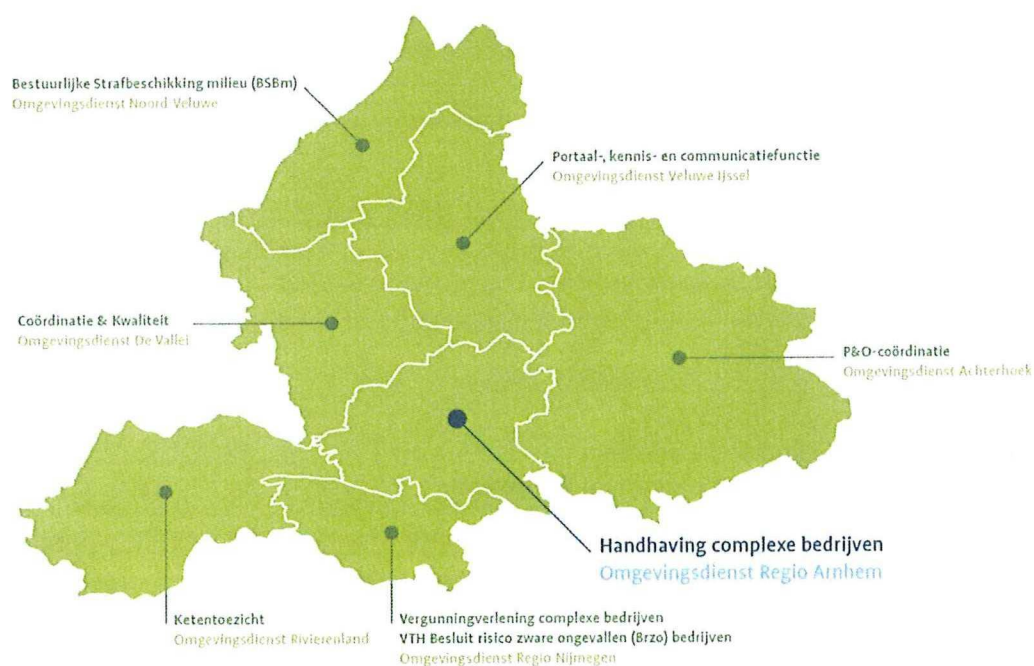 Bestuurlijke Strafbeschikking milieu (BSBm)
Omgevingsdienst Noord Veluwe
Portaal-, kennis- en communicatiefunctie
Omgevingsdienst Veluwe IJssel
Coördinatie & Kwaliteit
Omgevingsdienst De Vallei
P&O-coördinatie
Omgevingsdienst Achterhoek
Handhaving complexe bedrijven
Omgevingsdienst Regio Arnhem
Ketentoezicht
Omgevingsdienst Rivierenland
Vergunningverlening complexe bedrijven
VTH Besluit risico zware ongevallen (Brzo) bedrijven
Omgevingsdienst Regio Nijmegen